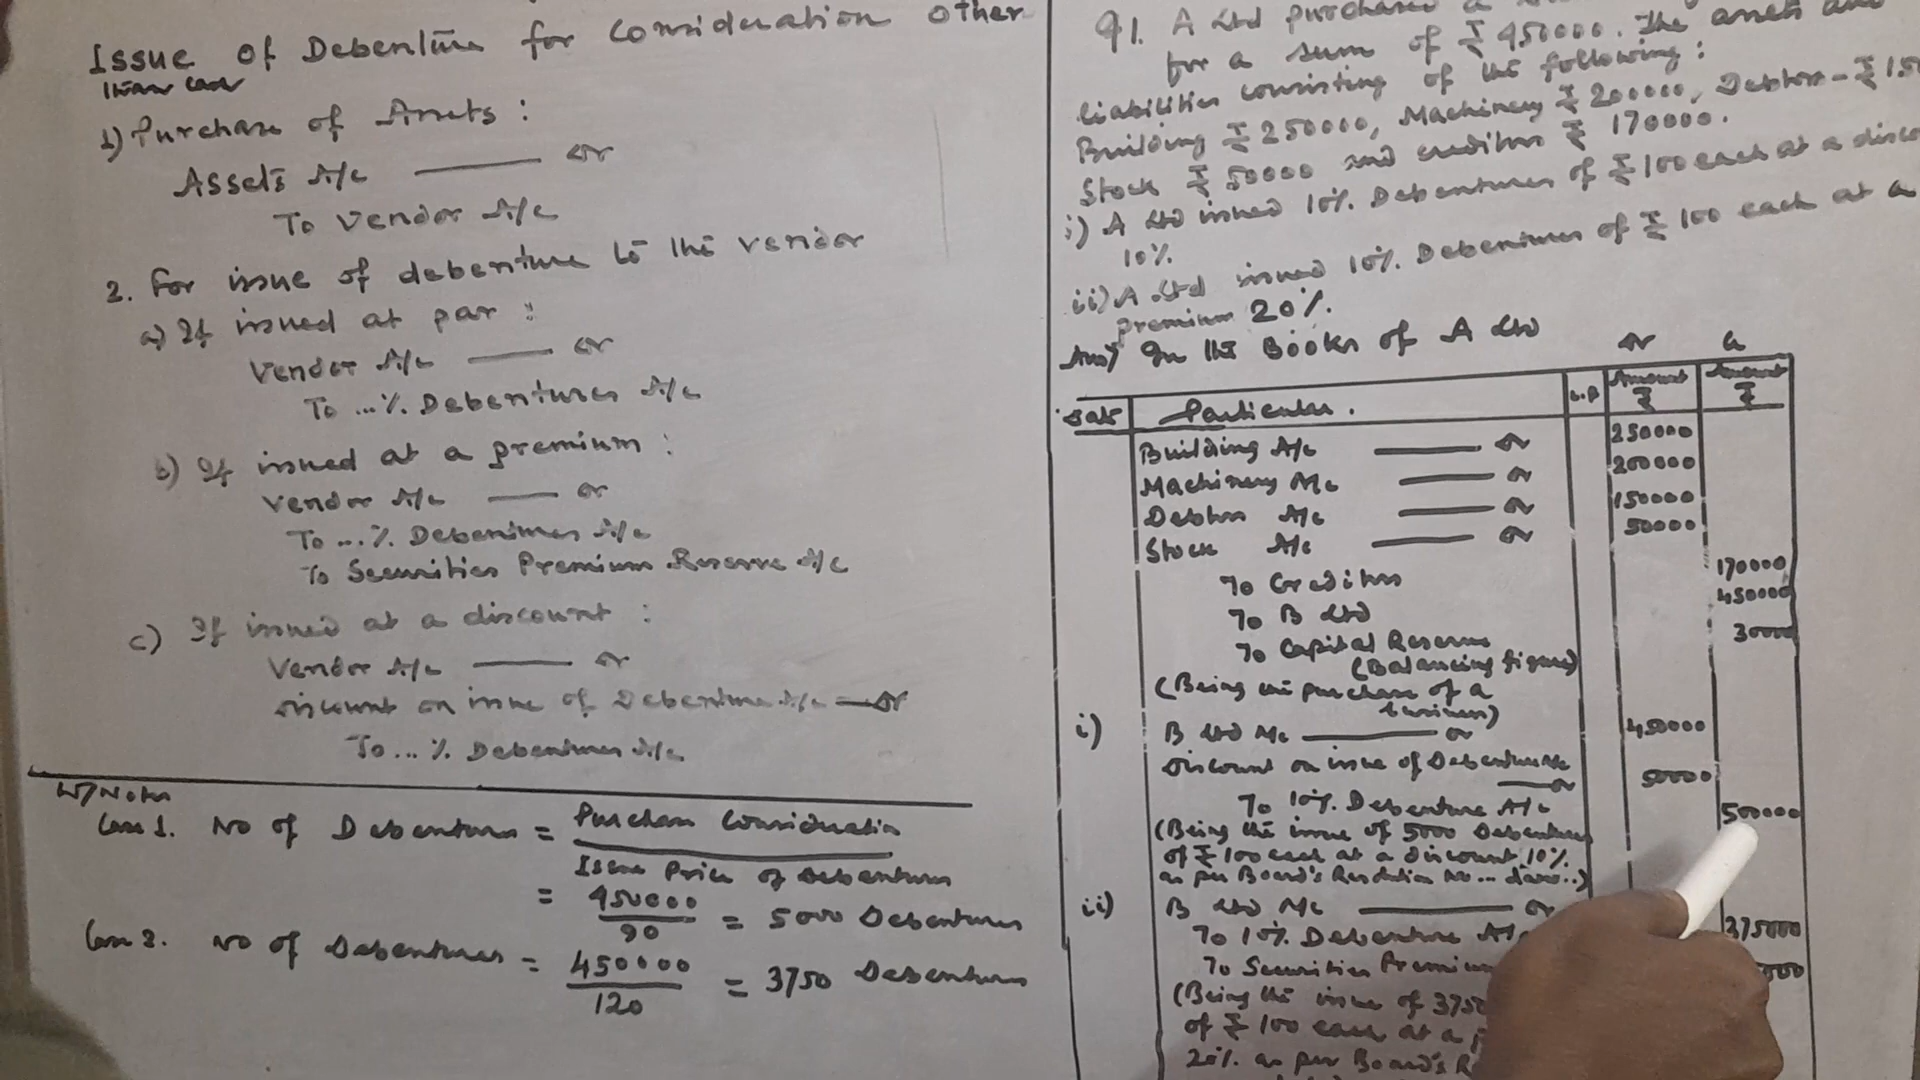 Issue of Debenture for Consideration other
than cash
1) Purchase of Assets :
Assets A/c ——— Dr
To Vendor A/c
2. For issue of debenture to the vendor
a) If issued at par :
Vendor A/c ——— Dr
To ...% Debentures A/c
b) If issued at a premium :
Vendor A/c ——— Dr
To ...% Debentures A/c
To Securities Premium Reserve A/c
c) If issued at a discount :
Vendor A/c ——— Dr
Discount on issue of Debenture A/c — Dr
To ...% Debentures A/c
W/Notes
Case 1. No of Debentures = Purchase Consideration
Issue Price of Debentures
= 450000
90 = 5000 Debentures
Case 2. No of Debentures = 450000
120 = 3750 Debentures
Q1. A Ltd purchased a
for a sum of ₹ 450000. The assets and
liabilities consisting of the following :
Building ₹ 250000, Machinery ₹ 200000, Debtors - ₹ 150
Stock ₹ 50000 and creditors ₹ 170000.
i) A Ltd issued 10% Debentures of ₹ 100 each at a disco
10%
ii) A Ltd issued 10% Debentures of ₹ 100 each at a
premium 20%.
Ans) In the Books of A Ltd Dr Cr
Date Particular. L.F Amount ₹ Amount ₹
Building A/c ——— Dr 250000
Machinery A/c ——— Dr 200000
Debtors A/c ——— Dr 150000
Stock A/c ——— Dr 50000
To Creditors 170000
To B Ltd 450000
To Capital Reserve 30000
(Balancing figure)
(Being the purchase of a
business)
i) B Ltd A/c ——— Dr 450000
Discount on issue of Debenture A/c
— Dr 50000
To 10% Debenture A/c 500000
(Being the issue of 5000 Debentures
of ₹ 100 each at a discount 10%
as per Board's Resolution No... date..)
ii) B Ltd A/c ——— Dr
To 10% Debenture A/c 375000
To Securities Premium
(Being the issue of 3750
of ₹ 100 each at a
20% as per Board's R